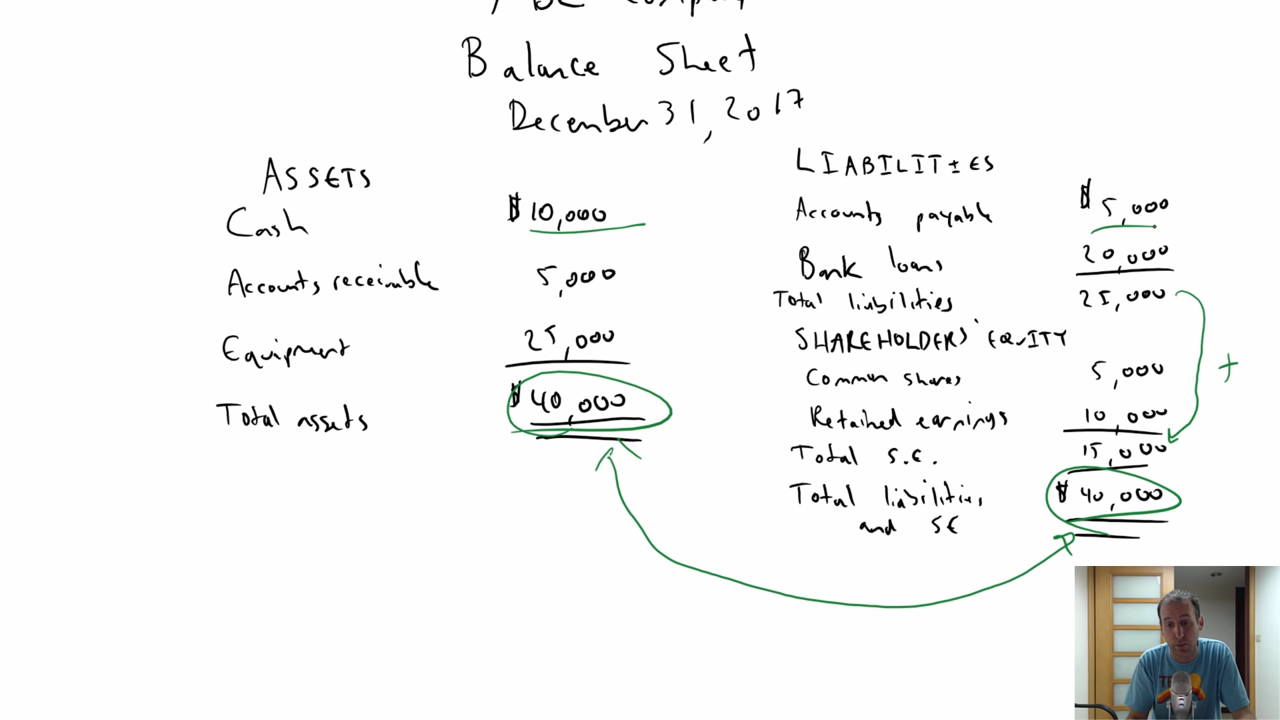 Balance Sheet
December 31, 2017
ASSETS
Cash $10,000
Accounts receivable 5,000
Equipment 25,000
Total assets $40,000
LIABILITIES
Accounts payable $5,000
Bank loans 20,000
Total liabilities 25,000
SHAREHOLDERS' EQUITY
Common shares 5,000
Retained earnings 10,000
Total S.E. 15,000
Total liabilities $40,000
and SE
+